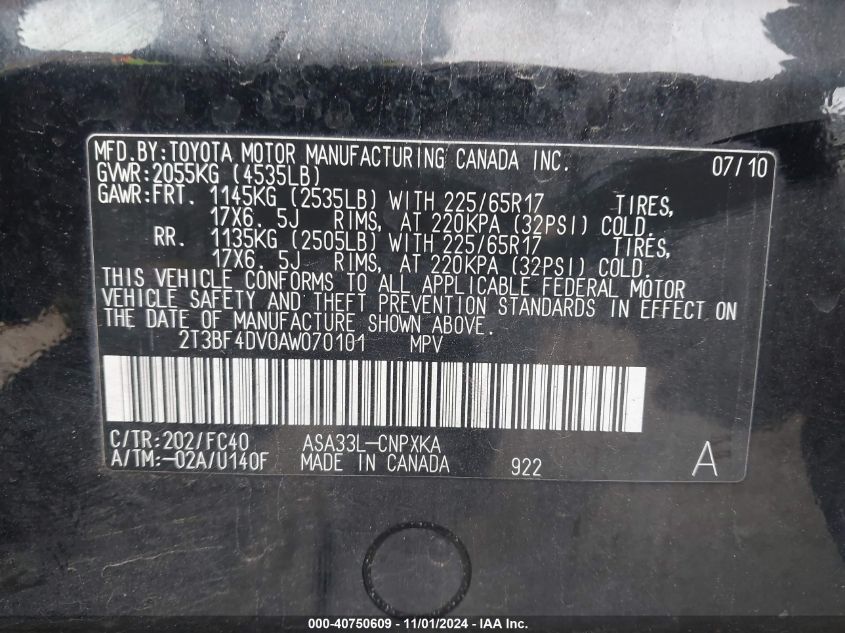 MFD.BY:TOYOTA MOTOR MANUFACTURING CANADA INC. 07/10
GVWR:2055KG (4535LB)
GAWR:FRT. 1145KG (2535LB) WITH 225/65R17 TIRES,
17X6. 5J RIMS, AT 220KPA (32PSI) COLD.
RR. 1135KG (2505LB) WITH 225/65R17 TIRES,
17X6. 5J RIMS, AT 220KPA (32PSI) COLD.
THIS VEHICLE CONFORMS TO ALL APPLICABLE FEDERAL MOTOR
VEHICLE SAFETY AND THEFT PREVENTION STANDARDS IN EFFECT ON
THE DATE OF MANUFACTURE SHOWN ABOVE.
2T3BF4DV0AW070101 MPV
C/TR:202/FC40 ASA33L-CNPXKA
A/TM:-02A/U140F MADE IN CANADA 922 A
000-40750609 - 11/01/2024 - IAA Inc.